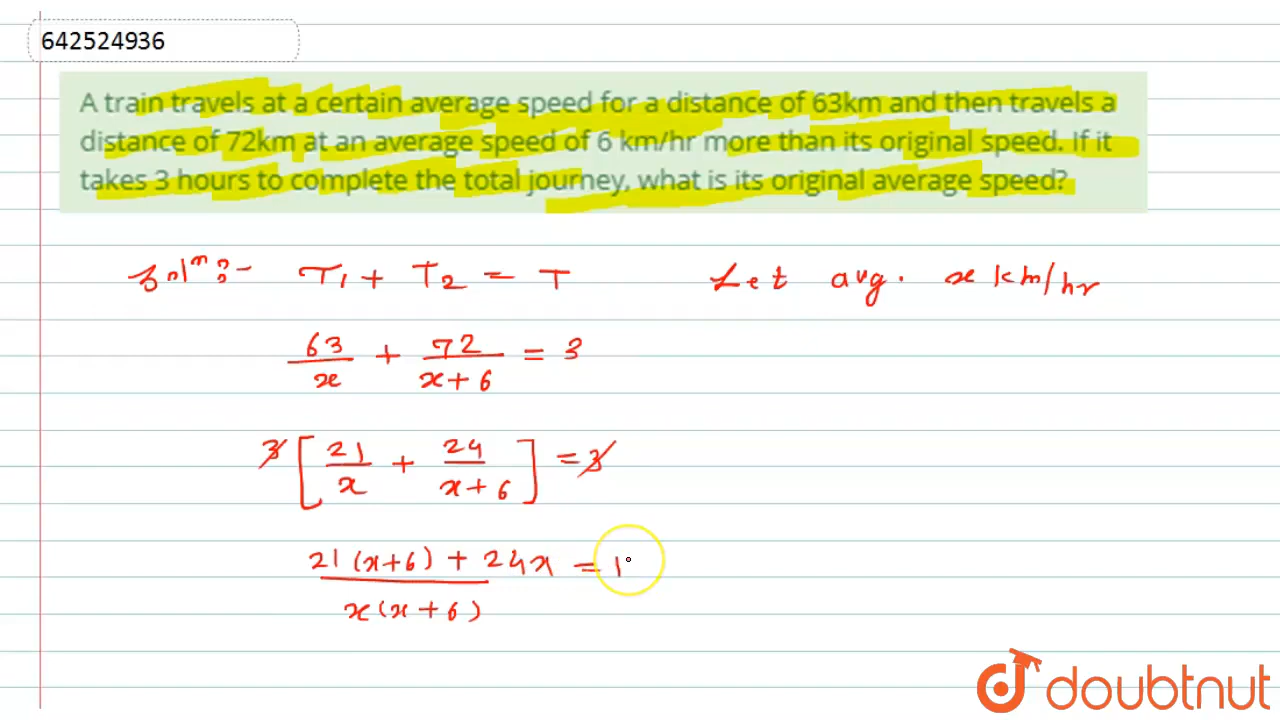 642524936
A train travels at a certain average speed for a distance of 63km and then travels a
distance of 72km at an average speed of 6 km/hr more than its original speed. If it
takes 3 hours to complete the total journey, what is its original average speed?
Solⁿ:- T₁ + T₂ = T Let avg. x km/hr
63/x + 72/x+6 = 3
3 [ 21/x + 24/x+6 ] = 3
21(x+6) + 24x / x(x+6) = 1
doubtnut